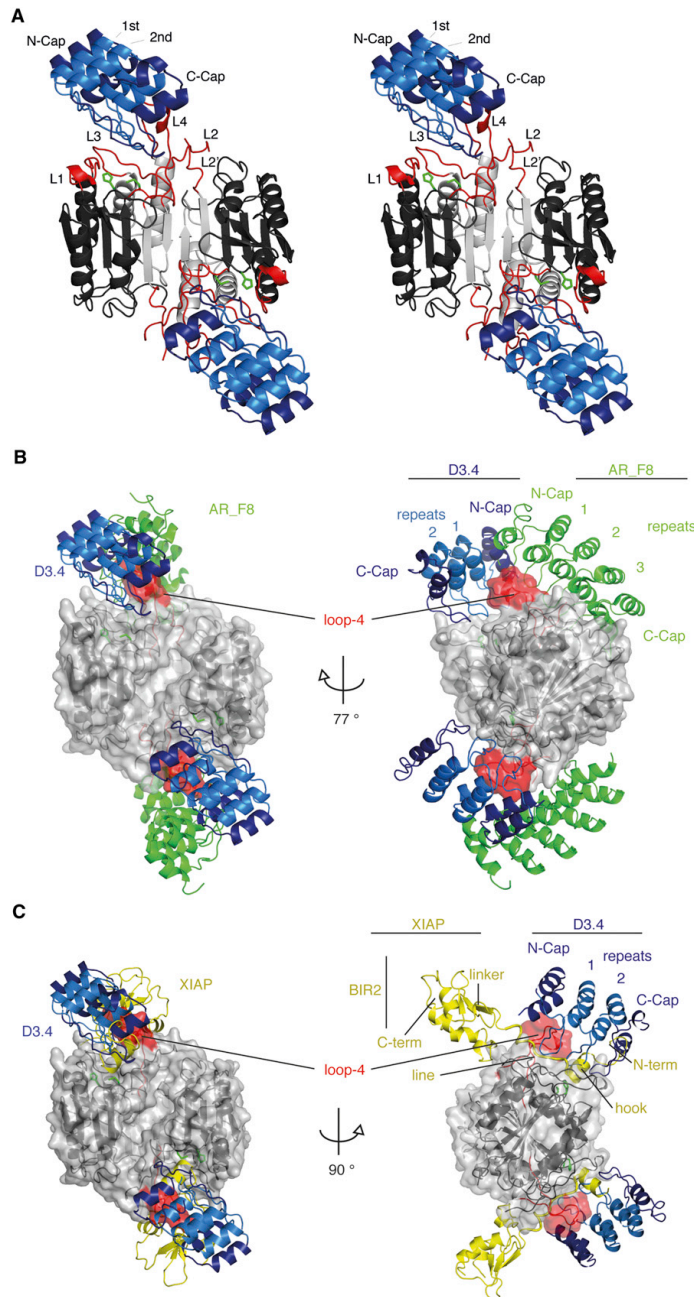 A
1st
2nd
N-Cap
C-Cap
L4
L3
L2
L2'
L1
1st
2nd
N-Cap
C-Cap
L4
L3
L2
L2'
L1
B
D3.4
AR_F8
AR_F8
N-Cap
N-Cap
1
repeats
2 1
2
repeats
D3.4
C-Cap
3
C-Cap
loop-4
77 °
C
XIAP
D3.4
N-Cap
XIAP
repeats
1
2
BIR2
linker
C-Cap
D3.4
C-term
N-term
loop-4
line
hook
90 °